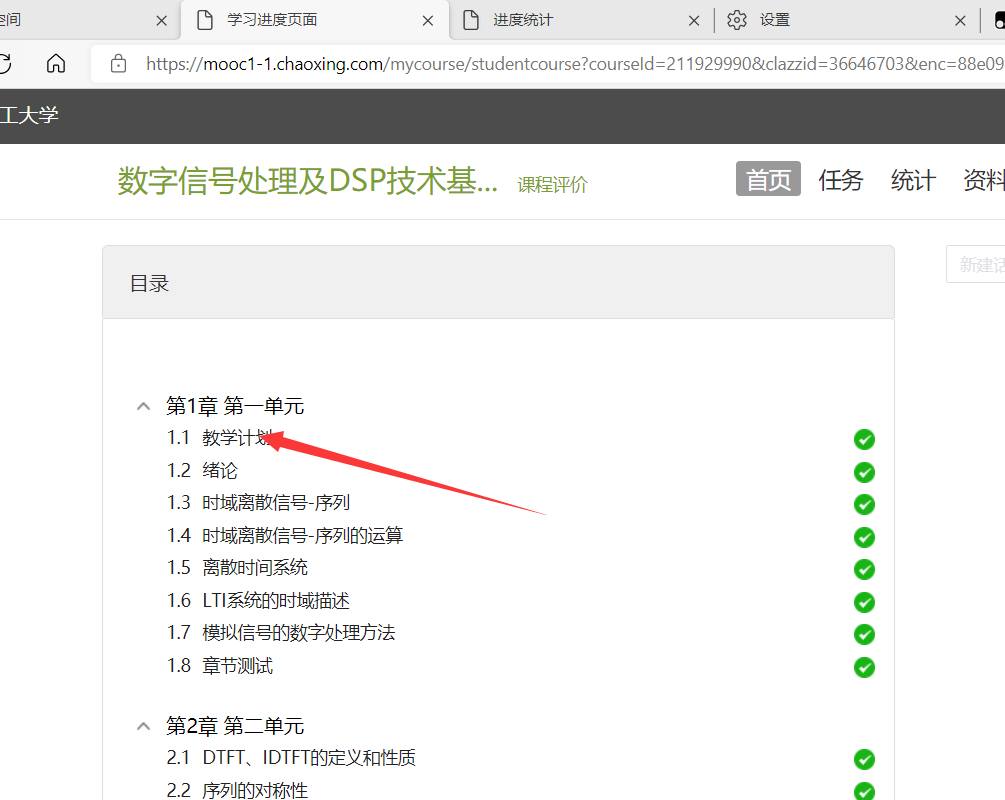 空间
学习进度页面
进度统计
设置
https://mooc1-1.chaoxing.com/mycourse/studentcourse?courseId=211929990&clazzid=36646703&enc=88e09
工大学
数字信号处理及DSP技术基... 课程评价
首页 任务 统计 资料
新建话
目录
第1章 第一单元
1.1 教学计划
1.2 绪论
1.3 时域离散信号-序列
1.4 时域离散信号-序列的运算
1.5 离散时间系统
1.6 LTI系统的时域描述
1.7 模拟信号的数字处理方法
1.8 章节测试
第2章 第二单元
2.1 DTFT、IDTFT的定义和性质
2.2 序列的对称性